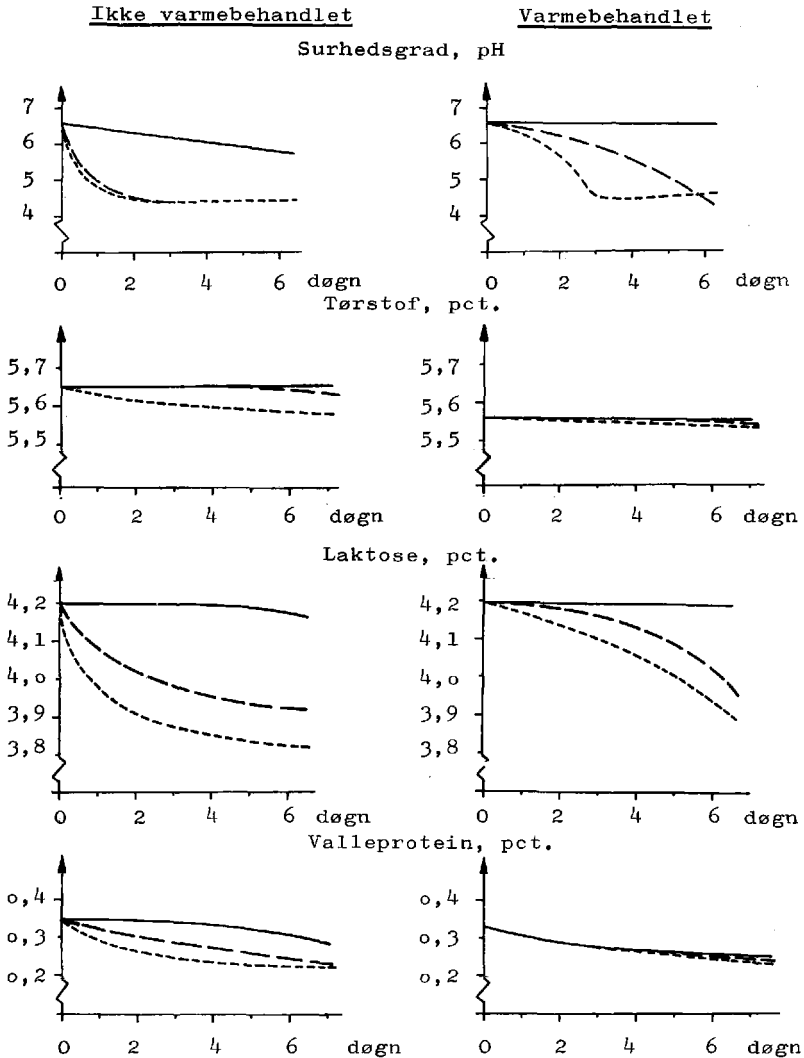 Ikke varmebehandlet Varmebehandlet
Surhedsgrad, pH
7 7
6 6
5 5
4 4
0 2 4 6 døgn 0 2 4 6 døgn
Tørstof, pct.
5,7 5,7
5,6 5,6
5,5 5,5
0 2 4 6 døgn 0 2 4 6 døgn
Laktose, pct.
4,2 4,2
4,1 4,1
4,o 4,o
3,9 3,9
3,8 3,8
0 2 4 6 døgn 0 2 4 6 døgn
Valleprotein, pct.
o,4 o,4
o,3 o,3
o,2 o,2
0 2 4 6 døgn 0 2 4 6 døgn